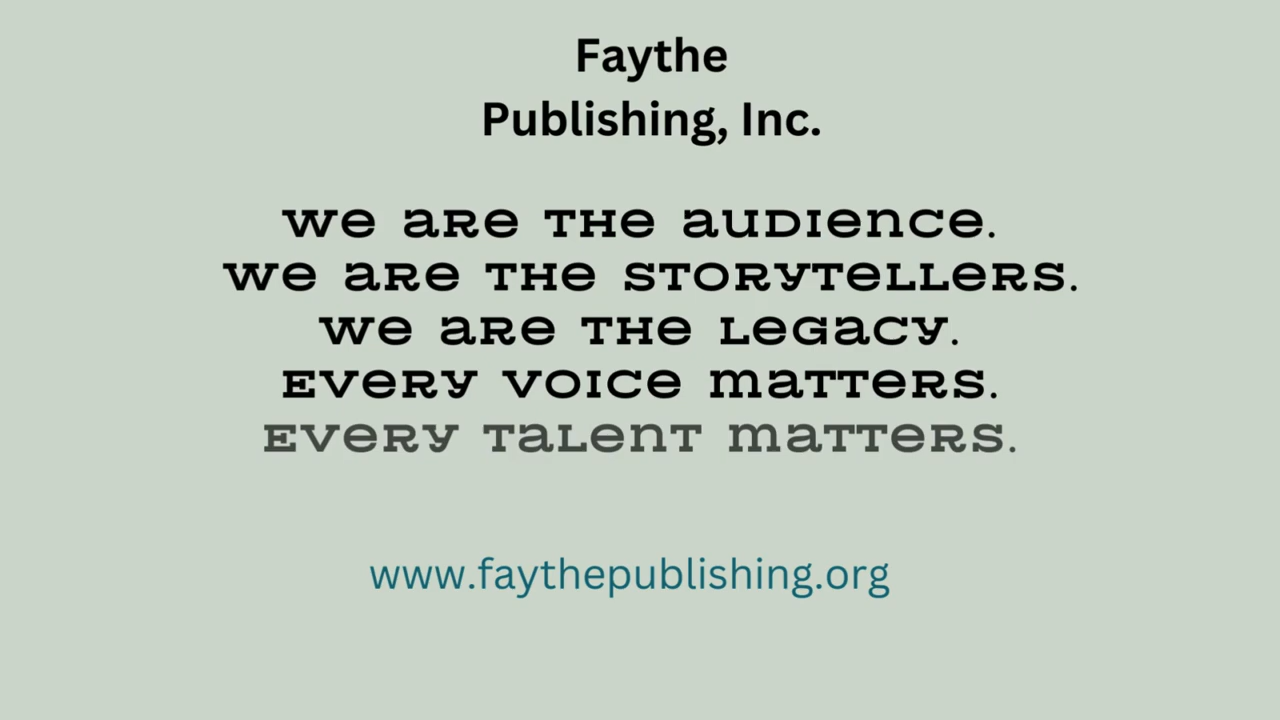 Faythe
Publishing, Inc.
We are the audience.
We are the storytellers.
We are the legacy.
Every voice matters.
Every talent matters.
www.faythepublishing.org